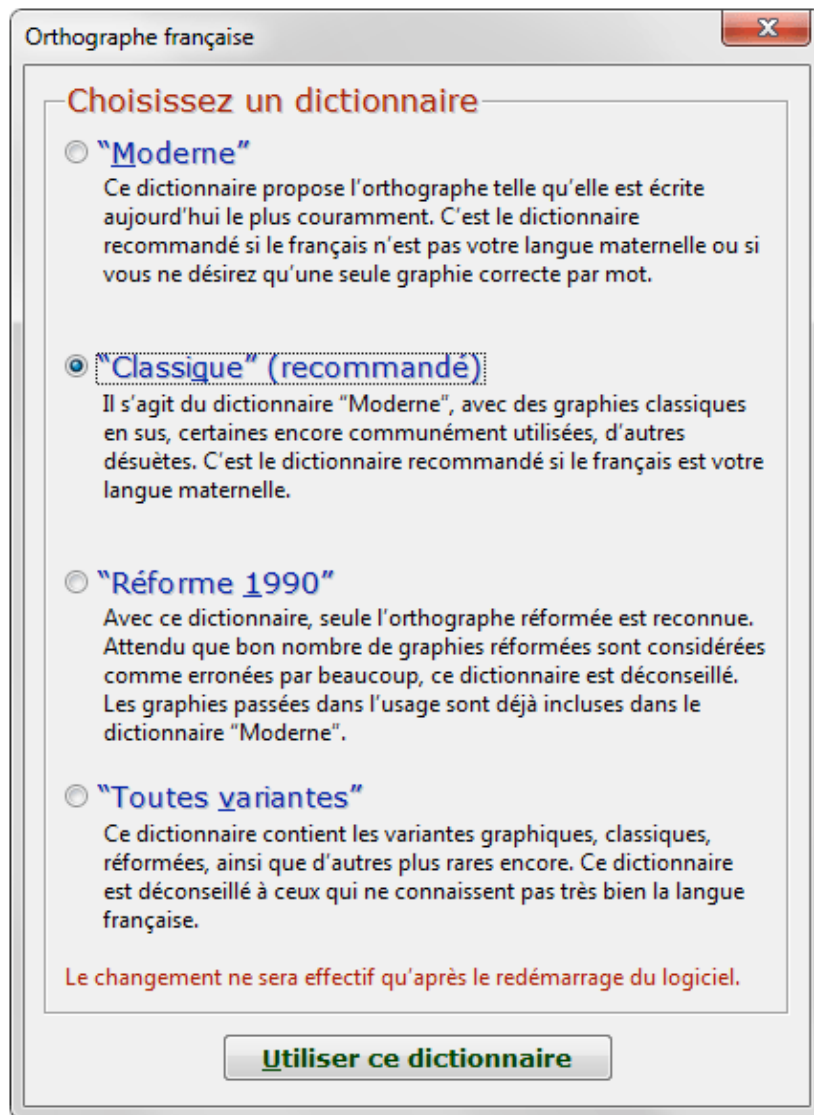 Orthographe française
Choisissez un dictionnaire
“Moderne”
Ce dictionnaire propose l’orthographe telle qu’elle est écrite
aujourd’hui le plus couramment. C’est le dictionnaire
recommandé si le français n’est pas votre langue maternelle ou si
vous ne désirez qu’une seule graphie correcte par mot.
“Classique” (recommandé)
Il s’agit du dictionnaire “Moderne”, avec des graphies classiques
en sus, certaines encore communément utilisées, d’autres
désuètes. C’est le dictionnaire recommandé si le français est votre
langue maternelle.
“Réforme 1990”
Avec ce dictionnaire, seule l’orthographe réformée est reconnue.
Attendu que bon nombre de graphies réformées sont considérées
comme erronées par beaucoup, ce dictionnaire est déconseillé.
Les graphies passées dans l’usage sont déjà incluses dans le
dictionnaire “Moderne”.
“Toutes variantes”
Ce dictionnaire contient les variantes graphiques, classiques,
réformées, ainsi que d’autres plus rares encore. Ce dictionnaire
est déconseillé à ceux qui ne connaissent pas très bien la langue
française.
Le changement ne sera effectif qu’après le redémarrage du logiciel.
Utiliser ce dictionnaire